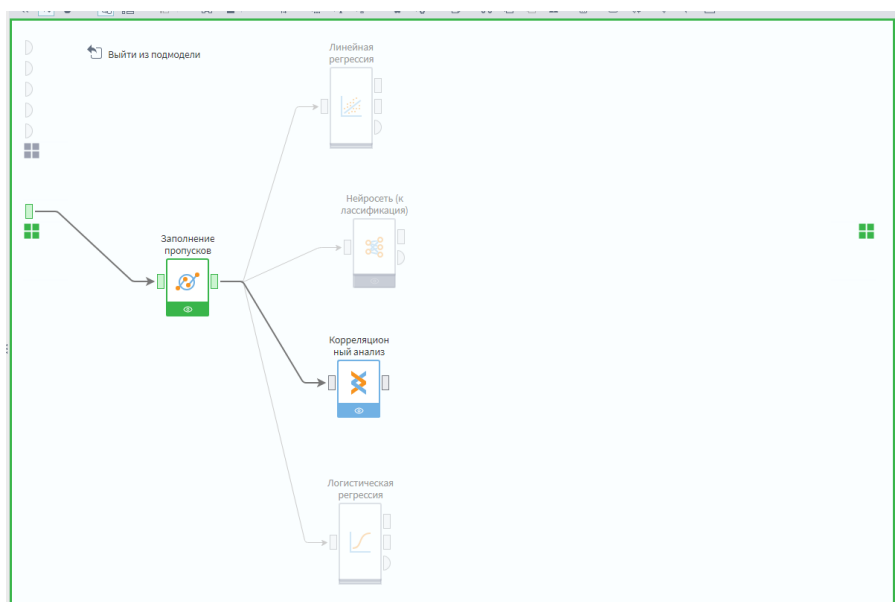 Выйти из подмодели
Линейная
регрессия
Нейросеть (к
лассификация)
Заполнение
пропусков
Корреляцион
ный анализ
Логистическая
регрессия